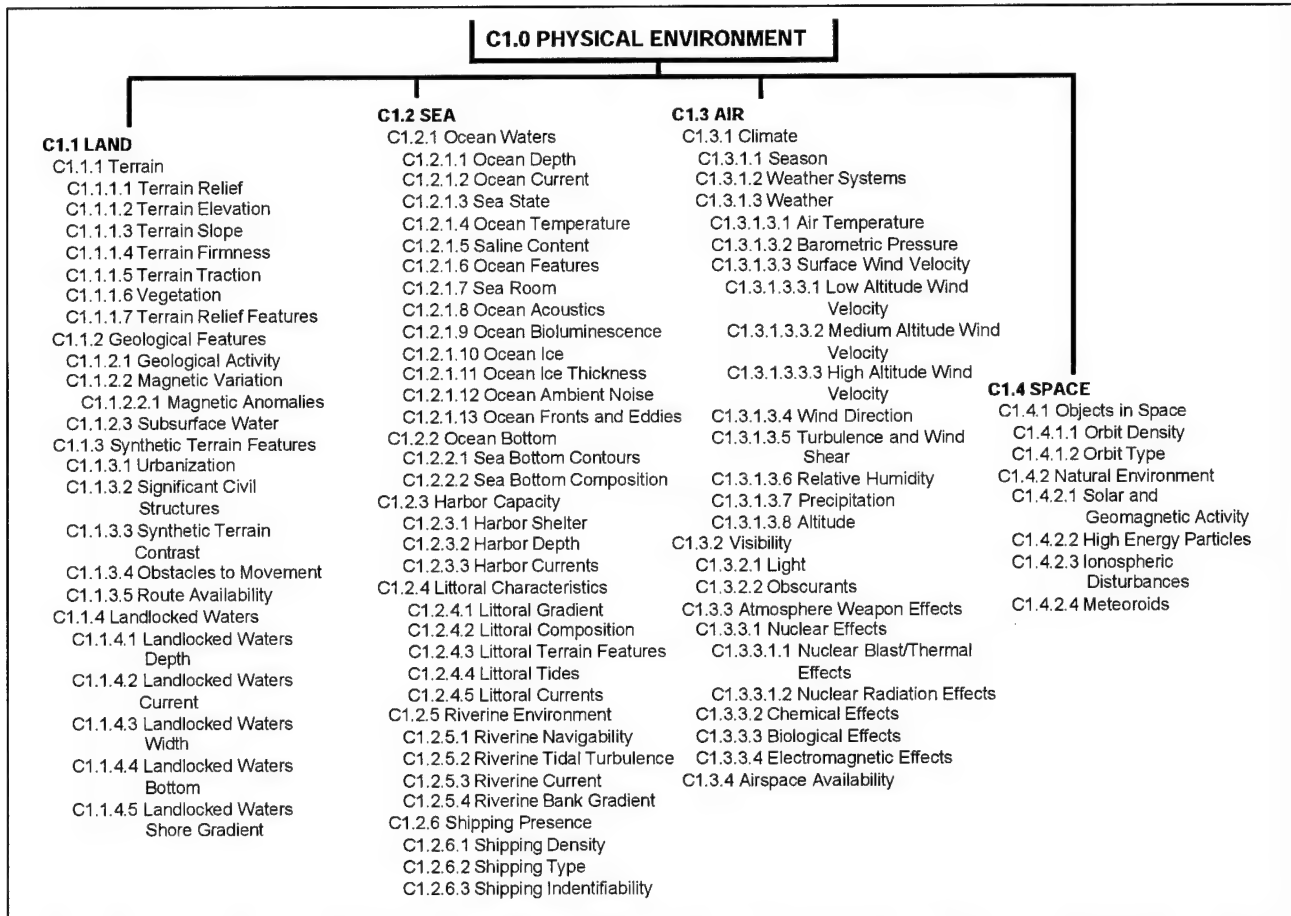 C1.0 PHYSICAL ENVIRONMENT
C1.1 LAND
C1.1.1 Terrain
C1.1.1.1 Terrain Relief
C1.1.1.2 Terrain Elevation
C1.1.1.3 Terrain Slope
C1.1.1.4 Terrain Firmness
C1.1.1.5 Terrain Traction
C1.1.1.6 Vegetation
C1.1.1.7 Terrain Relief Features
C1.1.2 Geological Features
C1.1.2.1 Geological Activity
C1.1.2.2 Magnetic Variation
C1.1.2.2.1 Magnetic Anomalies
C1.1.2.3 Subsurface Water
C1.1.3 Synthetic Terrain Features
C1.1.3.1 Urbanization
C1.1.3.2 Significant Civil
Structures
C1.1.3.3 Synthetic Terrain
Contrast
C1.1.3.4 Obstacles to Movement
C1.1.3.5 Route Availability
C1.1.4 Landlocked Waters
C1.1.4.1 Landlocked Waters
Depth
C1.1.4.2 Landlocked Waters
Current
C1.1.4.3 Landlocked Waters
Width
C1.1.4.4 Landlocked Waters
Bottom
C1.1.4.5 Landlocked Waters
Shore Gradient
C1.2 SEA
C1.2.1 Ocean Waters
C1.2.1.1 Ocean Depth
C1.2.1.2 Ocean Current
C1.2.1.3 Sea State
C1.2.1.4 Ocean Temperature
C1.2.1.5 Saline Content
C1.2.1.6 Ocean Features
C1.2.1.7 Sea Room
C1.2.1.8 Ocean Acoustics
C1.2.1.9 Ocean Bioluminescence
C1.2.1.10 Ocean Ice
C1.2.1.11 Ocean Ice Thickness
C1.2.1.12 Ocean Ambient Noise
C1.2.1.13 Ocean Fronts and Eddies
C1.2.2 Ocean Bottom
C1.2.2.1 Sea Bottom Contours
C1.2.2.2 Sea Bottom Composition
C1.2.3 Harbor Capacity
C1.2.3.1 Harbor Shelter
C1.2.3.2 Harbor Depth
C1.2.3.3 Harbor Currents
C1.2.4 Littoral Characteristics
C1.2.4.1 Littoral Gradient
C1.2.4.2 Littoral Composition
C1.2.4.3 Littoral Terrain Features
C1.2.4.4 Littoral Tides
C1.2.4.5 Littoral Currents
C1.2.5 Riverine Environment
C1.2.5.1 Riverine Navigability
C1.2.5.2 Riverine Tidal Turbulence
C1.2.5.3 Riverine Current
C1.2.5.4 Riverine Bank Gradient
C1.2.6 Shipping Presence
C1.2.6.1 Shipping Density
C1.2.6.2 Shipping Type
C1.2.6.3 Shipping Indentifiability
C1.3 AIR
C1.3.1 Climate
C1.3.1.1 Season
C1.3.1.2 Weather Systems
C1.3.1.3 Weather
C1.3.1.3.1 Air Temperature
C1.3.1.3.2 Barometric Pressure
C1.3.1.3.3 Surface Wind Velocity
C1.3.1.3.3.1 Low Altitude Wind
Velocity
C1.3.1.3.3.2 Medium Altitude Wind
Velocity
C1.3.1.3.3.3 High Altitude Wind
Velocity
C1.3.1.3.4 Wind Direction
C1.3.1.3.5 Turbulence and Wind
Shear
C1.3.1.3.6 Relative Humidity
C1.3.1.3.7 Precipitation
C1.3.1.3.8 Altitude
C1.3.2 Visibility
C1.3.2.1 Light
C1.3.2.2 Obscurants
C1.3.3 Atmosphere Weapon Effects
C1.3.3.1 Nuclear Effects
C1.3.3.1.1 Nuclear Blast/Thermal
Effects
C1.3.3.1.2 Nuclear Radiation Effects
C1.3.3.2 Chemical Effects
C1.3.3.3 Biological Effects
C1.3.3.4 Electromagnetic Effects
C1.3.4 Airspace Availability
C1.4 SPACE
C1.4.1 Objects in Space
C1.4.1.1 Orbit Density
C1.4.1.2 Orbit Type
C1.4.2 Natural Environment
C1.4.2.1 Solar and
Geomagnetic Activity
C1.4.2.2 High Energy Particles
C1.4.2.3 Ionospheric
Disturbances
C1.4.2.4 Meteoroids